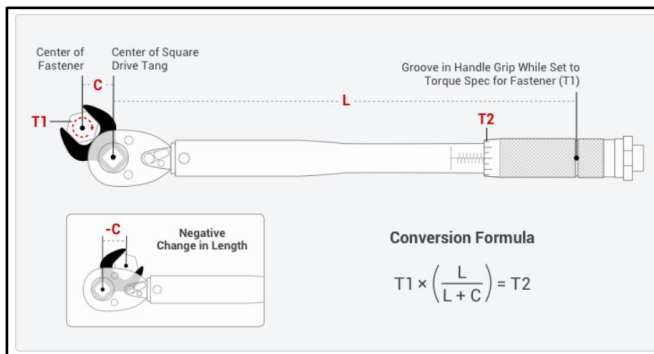 Center of
Fastener
Center of Square
Drive Tang
Groove in Handle Grip While Set to
Torque Spec for Fastener (T1)
C
L
T1
T2
-C
Negative
Change in Length
Conversion Formula
T1 × ( L / L + C ) = T2